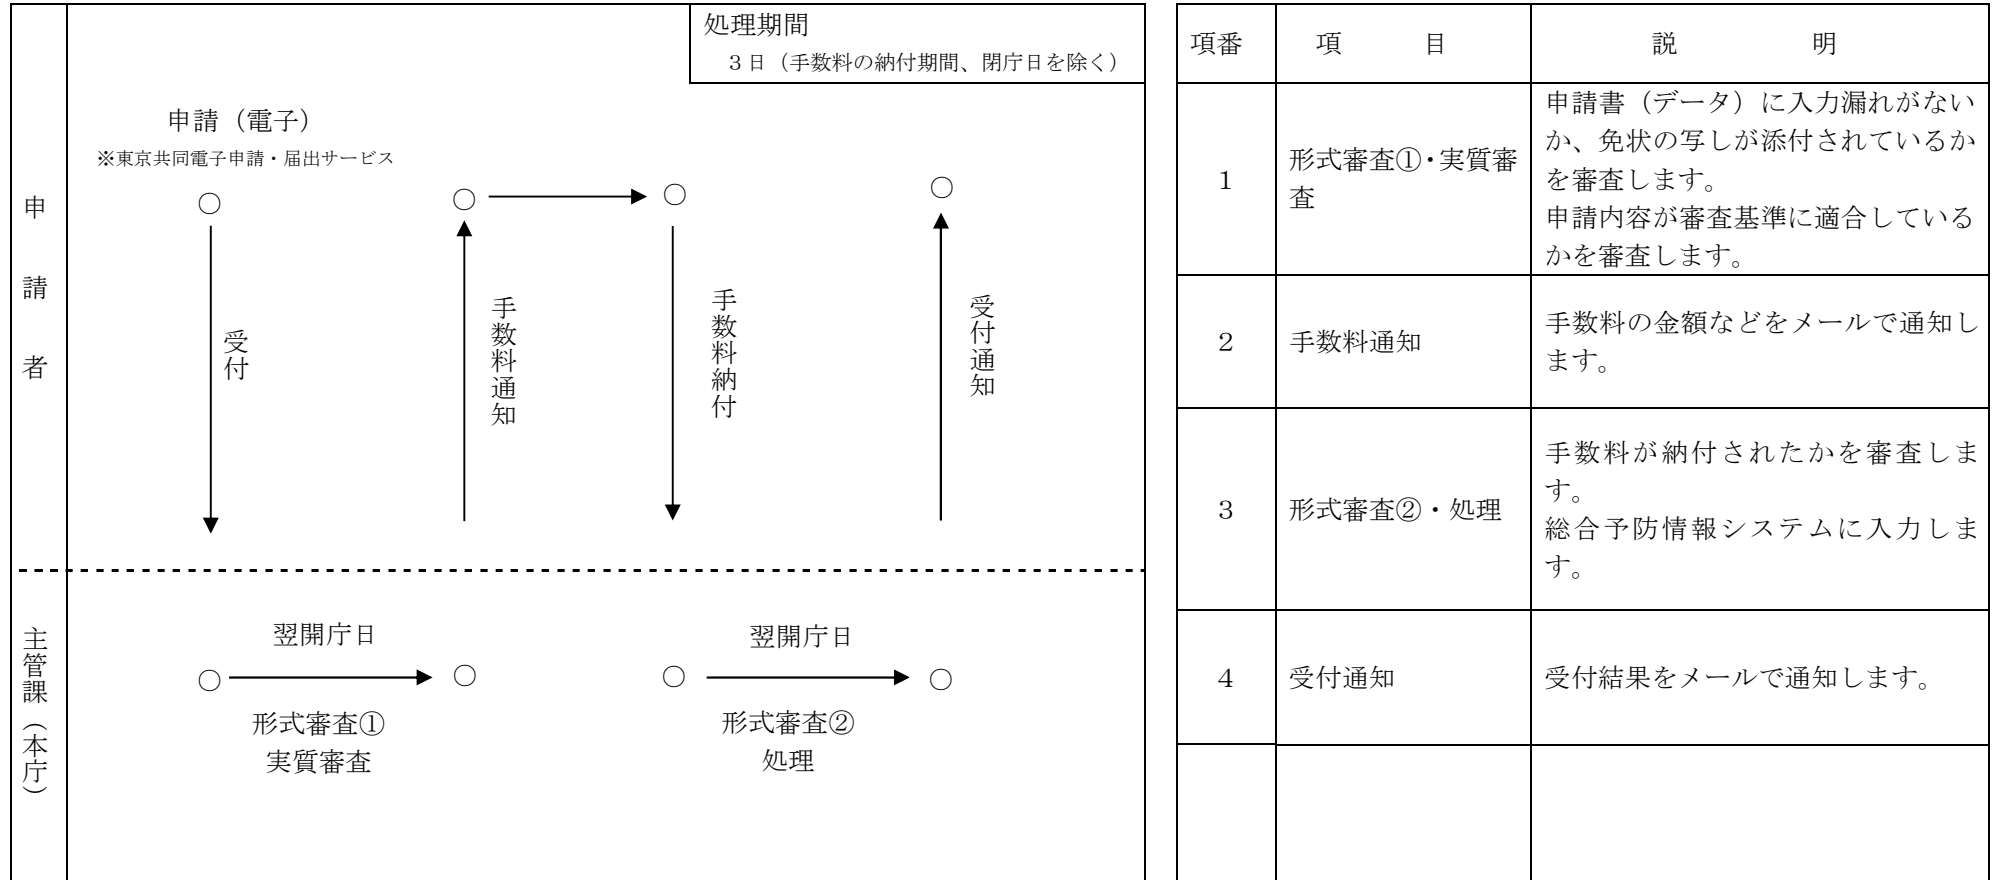 処理期間
３日（手数料の納付期間、閉庁日を除く）
申請（電子）
※東京共同電子申請・届出サービス
申請者
受付
手数料通知
手数料納付
受付通知
主管課（本庁）
翌開庁日
形式審査①
実質審査
翌開庁日
形式審査②
処理
項番 項 目 説 明
1 形式審査①・実質審
査
申請書（データ）に入力漏れがない
か、免状の写しが添付されているか
を審査します。
申請内容が審査基準に適合している
かを審査します。
2 手数料通知
手数料の金額などをメールで通知し
ます。
3 形式審査②・処理
手数料が納付されたかを審査しま
す。
総合予防情報システムに入力しま
す。
4 受付通知
受付結果をメールで通知します。